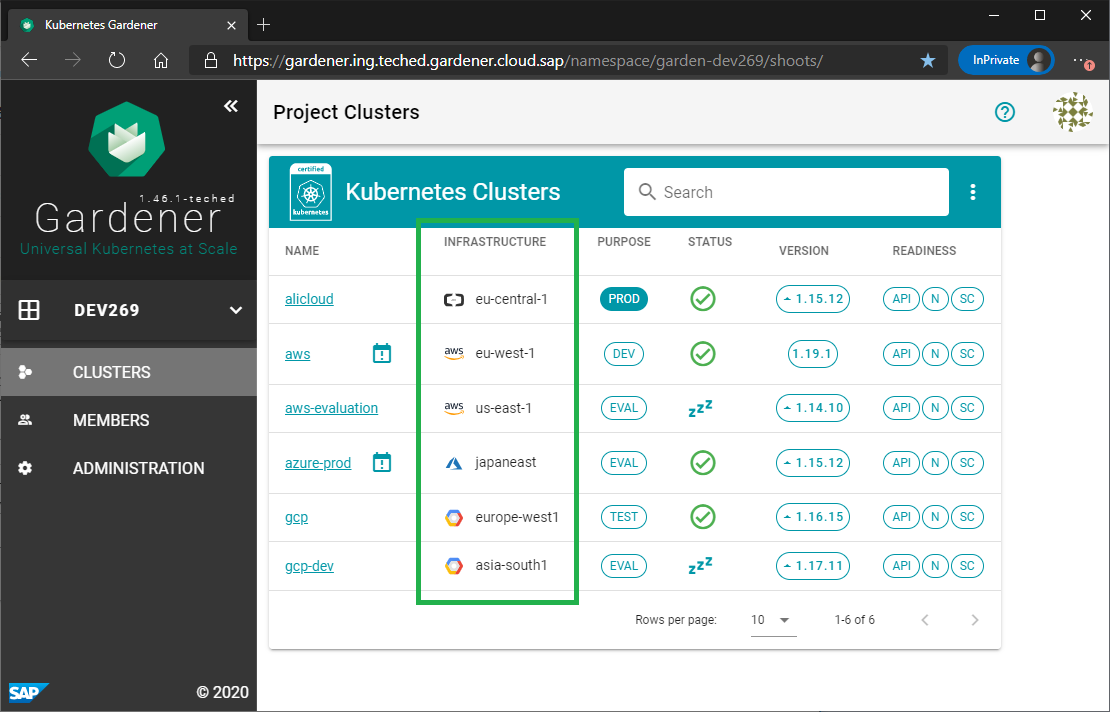 Kubernetes Gardener
https://gardener.ing.teched.gardener.cloud.sap/namespace/garden-dev269/shoots/
InPrivate
1.46.1-teched
Gardener
Universal Kubernetes at Scale
DEV269
CLUSTERS
MEMBERS
ADMINISTRATION
SAP
© 2020
Project Clusters
certified
kubernetes
Kubernetes Clusters
Search
NAME INFRASTRUCTURE PURPOSE STATUS VERSION READINESS
alicloud eu-central-1 PROD 1.15.12 API N SC
aws aws eu-west-1 DEV 1.19.1 API N SC
aws-evaluation aws us-east-1 EVAL zzz 1.14.10 API N SC
azure-prod japaneast EVAL 1.15.12 API N SC
gcp europe-west1 TEST 1.16.15 API N SC
gcp-dev asia-south1 EVAL zzz 1.17.11 API N SC
Rows per page: 10 1-6 of 6